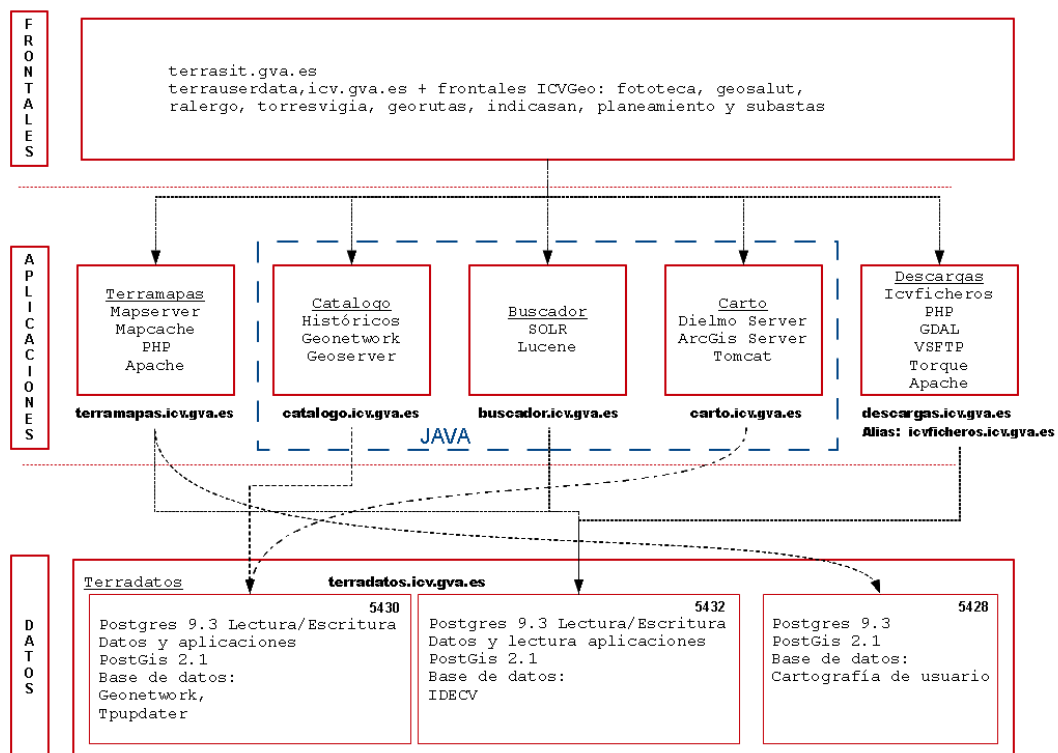 FRONTALES
terrasit.gva.es
terrauserdata,icv.gva.es + frontales ICVGeo: fototeca, geosalut,
ralergo, torresvigia, georutas, indicasan, planeamiento y subastas
APLICACIONES
Terramapas
Mapserver
Mapcache
PHP
Apache
terramapas.icv.gva.es
Catalogo
Históricos
Geonetwork
Geoserver
catalogo.icv.gva.es
Buscador
SOLR
Lucene
buscador.icv.gva.es
Carto
Dielmo Server
ArcGis Server
Tomcat
carto.icv.gva.es
Descargas
Icvficheros
PHP
GDAL
VSFTP
Torque
Apache
descargas.icv.gva.es
Alias: icvficheros.icv.gva.es
JAVA
DATOS
Terradatos
terradatos.icv.gva.es
5430
Postgres 9.3 Lectura/Escritura
Datos y aplicaciones
PostGis 2.1
Base de datos:
Geonetwork,
Tpupdater
5432
Postgres 9.3 Lectura/Escritura
Datos y lectura aplicaciones
PostGis 2.1
Base de datos:
IDECV
5428
Postgres 9.3
PostGis 2.1
Base de datos:
Cartografía de usuario